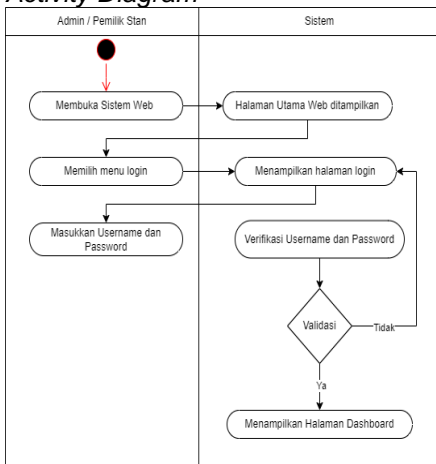 Activity Diagram
Admin / Pemilik Stan
Sistem
Membuka Sistem Web
Halaman Utama Web ditampilkan
Memilih menu login
Menampilkan halaman login
Masukkan Username dan
Password
Verifikasi Username dan Password
Validasi
Tidak
Ya
Menampilkan Halaman Dashboard